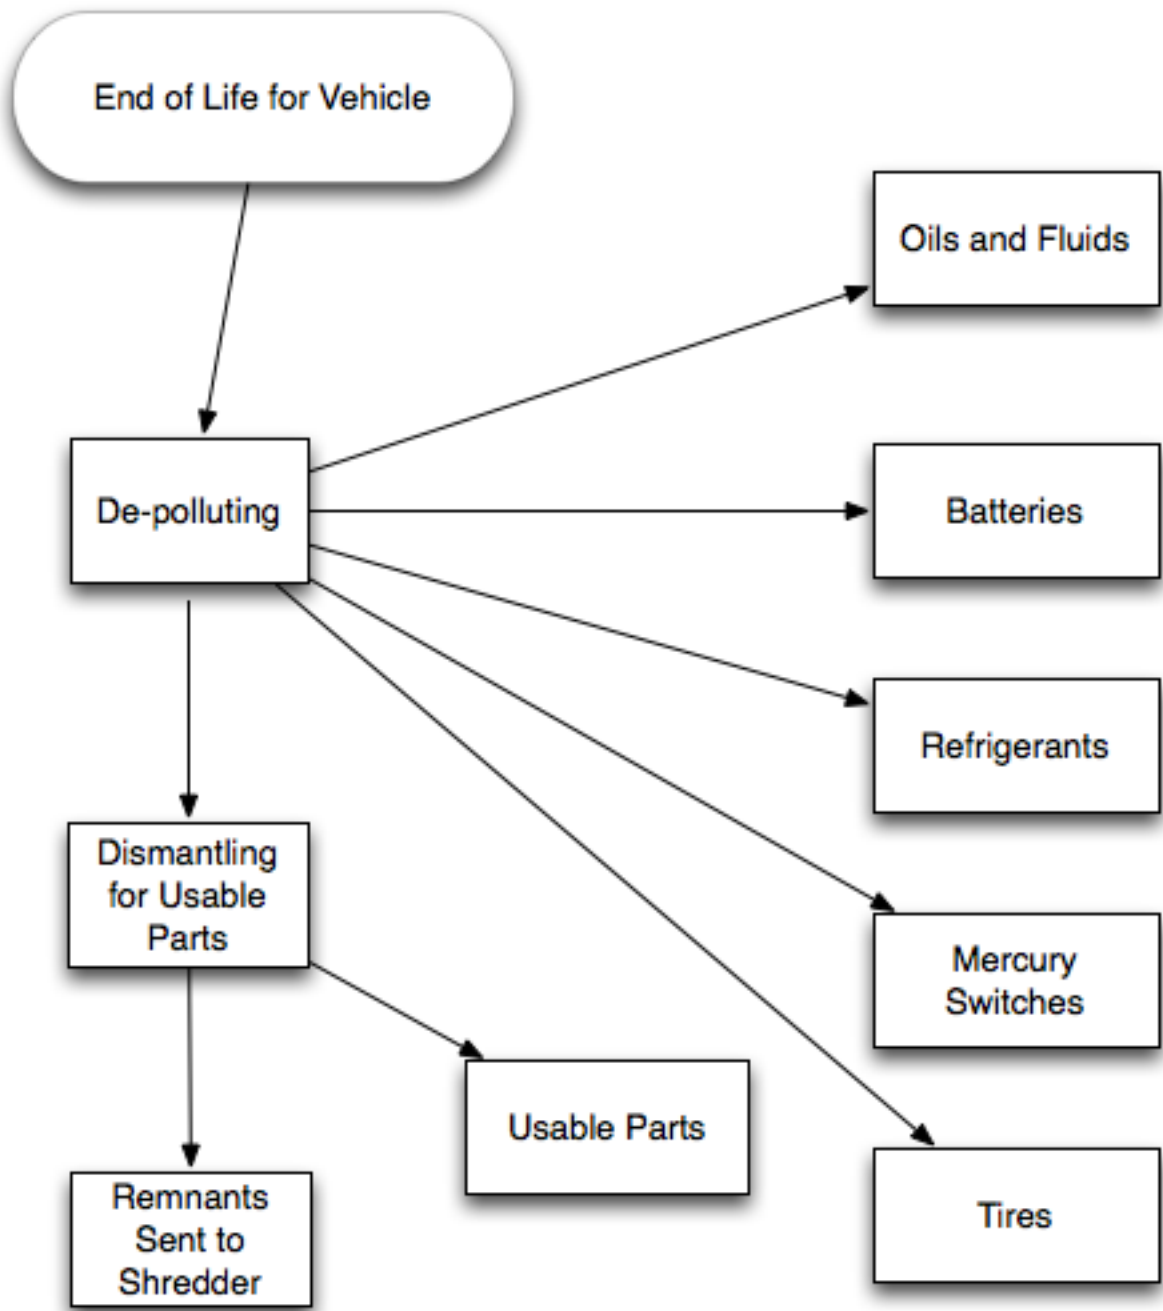 End of Life for Vehicle
Oils and Fluids
De-polluting
Batteries
Refrigerants
Dismantling
for Usable
Parts
Mercury
Switches
Usable Parts
Tires
Remnants
Sent to
Shredder